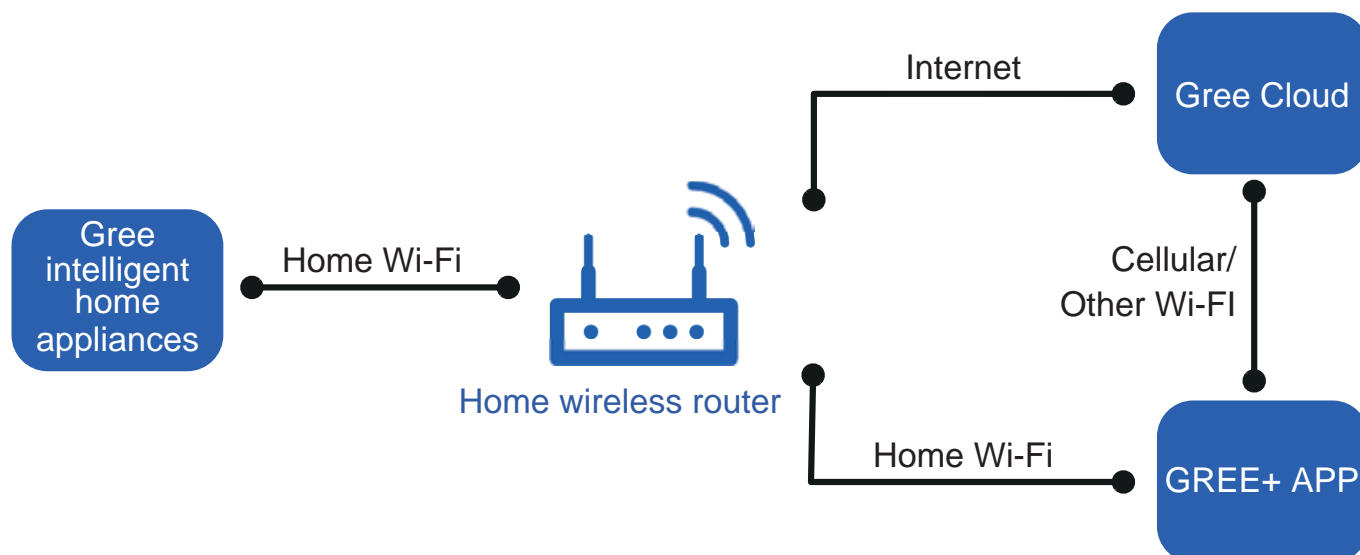 Internet
Gree Cloud
Gree
intelligent
home
appliances
Home Wi-Fi
Cellular/
Other Wi-FI
Home wireless router
Home Wi-Fi
GREE+ APP